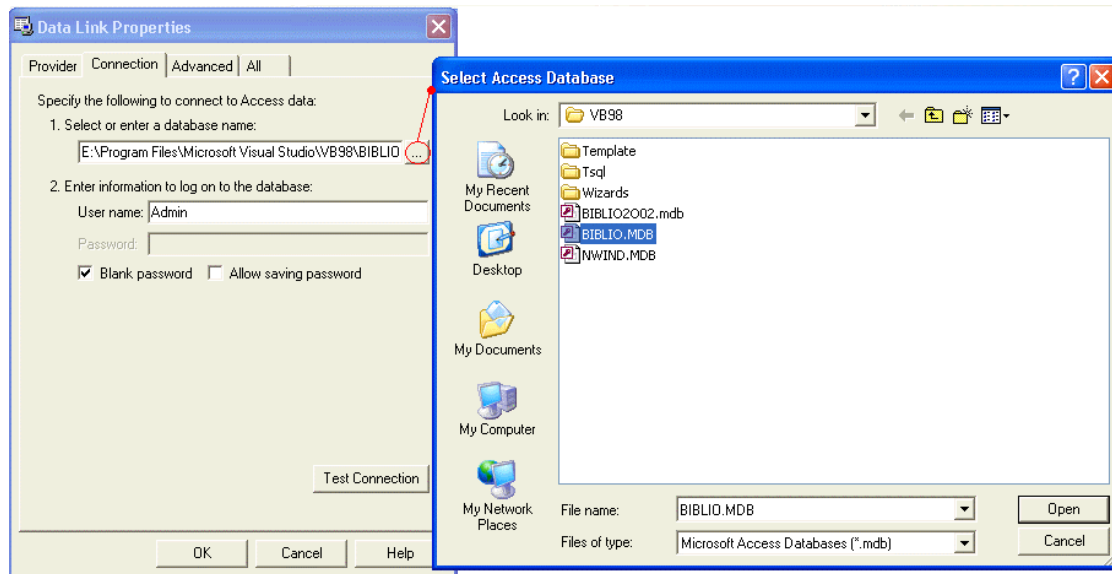 Data Link Properties
Provider Connection Advanced All
Specify the following to connect to Access data:
1. Select or enter a database name:
E:\Program Files\Microsoft Visual Studio\VB98\BIBLIO ...
2. Enter information to log on to the database:
User name: Admin
Password:
Blank password Allow saving password
Test Connection
OK Cancel Help
Select Access Database
Look in: VB98
My Recent
Documents
Desktop
My Documents
My Computer
My Network
Places
Template
Tsql
Wizards
BIBLIO2002.mdb
BIBLIO.MDB
NWIND.MDB
File name: BIBLIO.MDB Open
Files of type: Microsoft Access Databases (*.mdb) Cancel